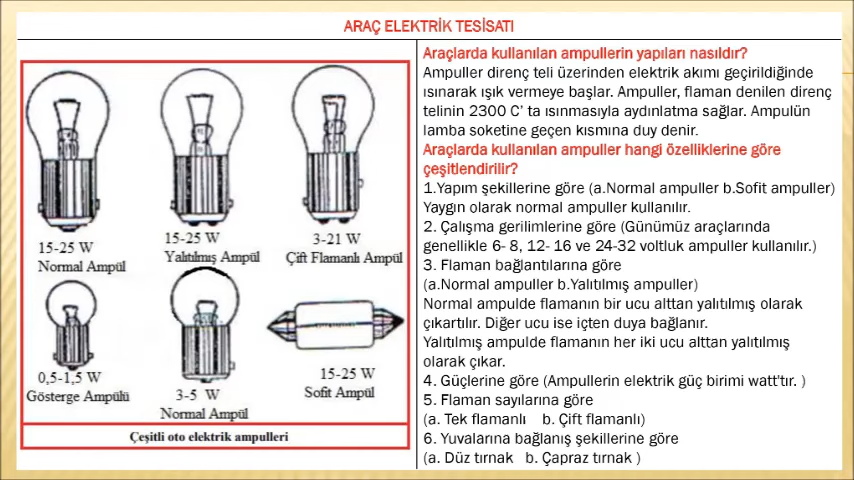 ARAÇ ELEKTRİK TESİSATI
15-25 W
Normal Ampül
15-25 W
Yalıtılmış Ampül
3-21 W
Çift Flamanlı Ampül
0,5-1,5 W
Gösterge Ampülü
3-5 W
Normal Ampül
15-25 W
Sofit Ampül
Çeşitli oto elektrik ampulleri
Araçlarda kullanılan ampullerin yapıları nasıldır?
Ampuller direnç teli üzerinden elektrik akımı geçirildiğinde
ısınarak ışık vermeye başlar. Ampuller, flaman denilen direnç
telinin 2300 C’ ta ısınmasıyla aydınlatma sağlar. Ampulün
lamba soketine geçen kısmına duy denir.
Araçlarda kullanılan ampuller hangi özelliklerine göre
çeşitlendirilir?
1.Yapım şekillerine göre (a.Normal ampuller b.Sofit ampuller)
Yaygın olarak normal ampuller kullanılır.
2. Çalışma gerilimlerine göre (Günümüz araçlarında
genellikle 6- 8, 12- 16 ve 24-32 voltluk ampuller kullanılır.)
3. Flaman bağlantılarına göre
(a.Normal ampuller b.Yalıtılmış ampuller)
Normal ampulde flamanın bir ucu alttan yalıtılmış olarak
çıkartılır. Diğer ucu ise içten duya bağlanır.
Yalıtılmış ampulde flamanın her iki ucu alttan yalıtılmış
olarak çıkar.
4. Güçlerine göre (Ampullerin elektrik güç birimi watt'tır. )
5. Flaman sayılarına göre
(a. Tek flamanlı b. Çift flamanlı)
6. Yuvalarına bağlanış şekillerine göre
(a. Düz tırnak b. Çapraz tırnak )